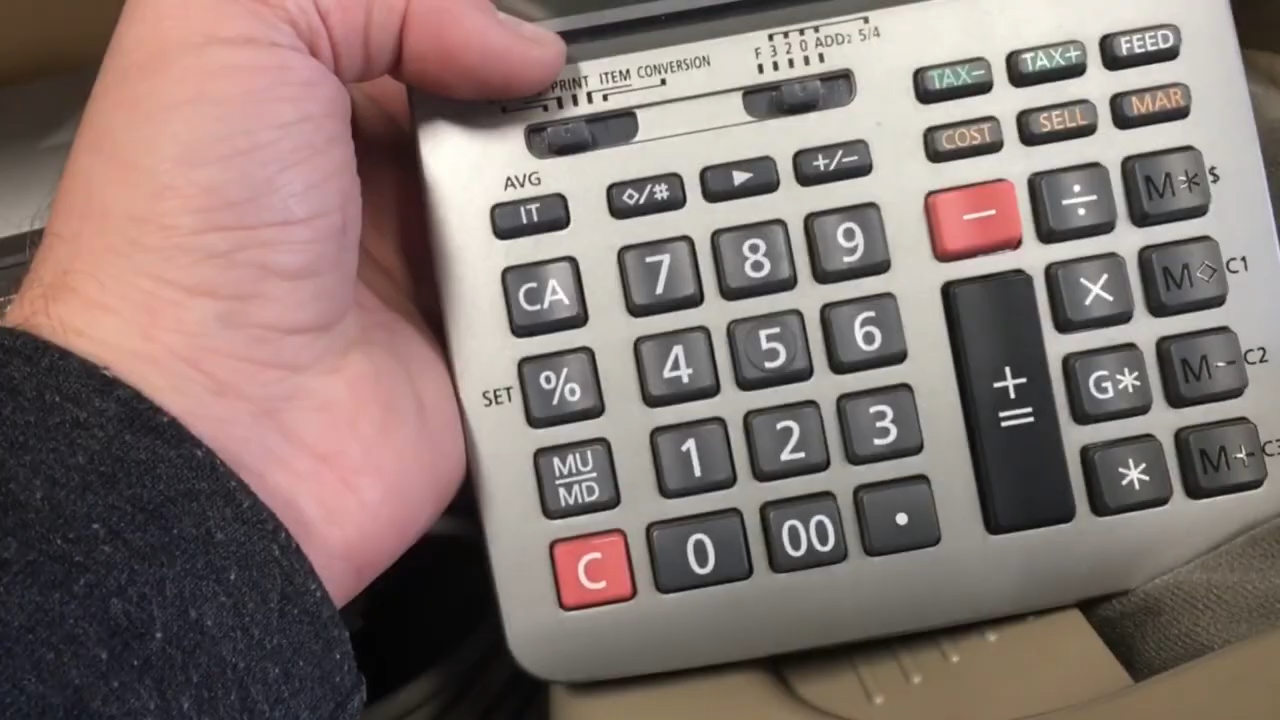 PRINT ITEM CONVERSION
F 3 2 0 ADD2 5/4
TAX− TAX+ FEED
COST SELL MAR
AVG
IT ◇/# ▶ +/−
CA 7 8 9 − ÷ M* $
SET % 4 5 6 + = × M◇ C1
MU
MD 1 2 3 G* M− C2
C 0 00 . * M+